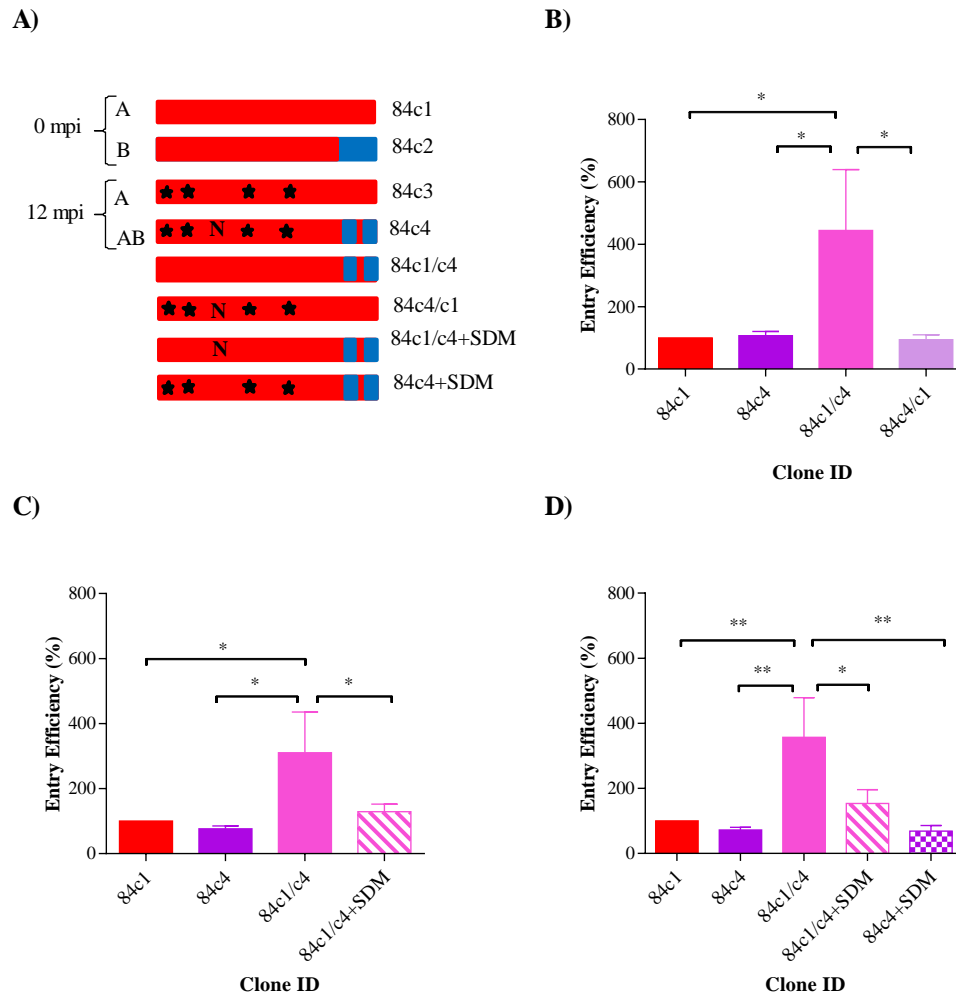 A)
0 mpi
A
84c1
B
84c2
12 mpi
A
84c3
AB
N
84c4
84c1/c4
N
84c4/c1
N
84c1/c4+SDM
84c4+SDM
B)
Entry Efficiency (%)
800
600
400
200
0
*
*
*
84c1
84c4
84c1/c4
84c4/c1
Clone ID
C)
Entry Efficiency (%)
800
600
400
200
0
*
*
*
84c1
84c4
84c1/c4
84c1/c4+SDM
Clone ID
D)
Entry Efficiency (%)
800
600
400
200
0
**
**
**
*
84c1
84c4
84c1/c4
84c1/c4+SDM
84c4+SDM
Clone ID